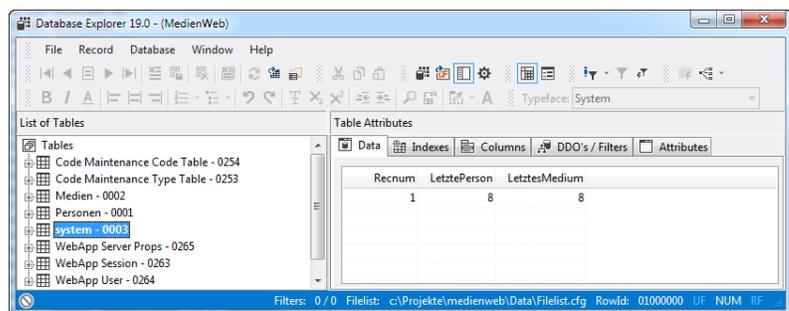 Database Explorer 19.0 - (MedienWeb)
File Record Database Window Help
B I A Typeface: System
List of Tables
Table Attributes
Tables
Code Maintenance Code Table - 0254
Code Maintenance Type Table - 0253
Medien - 0002
Personen - 0001
system - 0003
WebApp Server Props - 0265
WebApp Session - 0263
WebApp User - 0264
Data Indexes Columns DDO's / Filters Attributes
Recnum LetztePerson LetztesMedium
1 8 8
Filters: 0 / 0 Filelist: c:\Projekte\medienweb\Data\Filelist.cfg RowId: 01000000 UF NUM RF